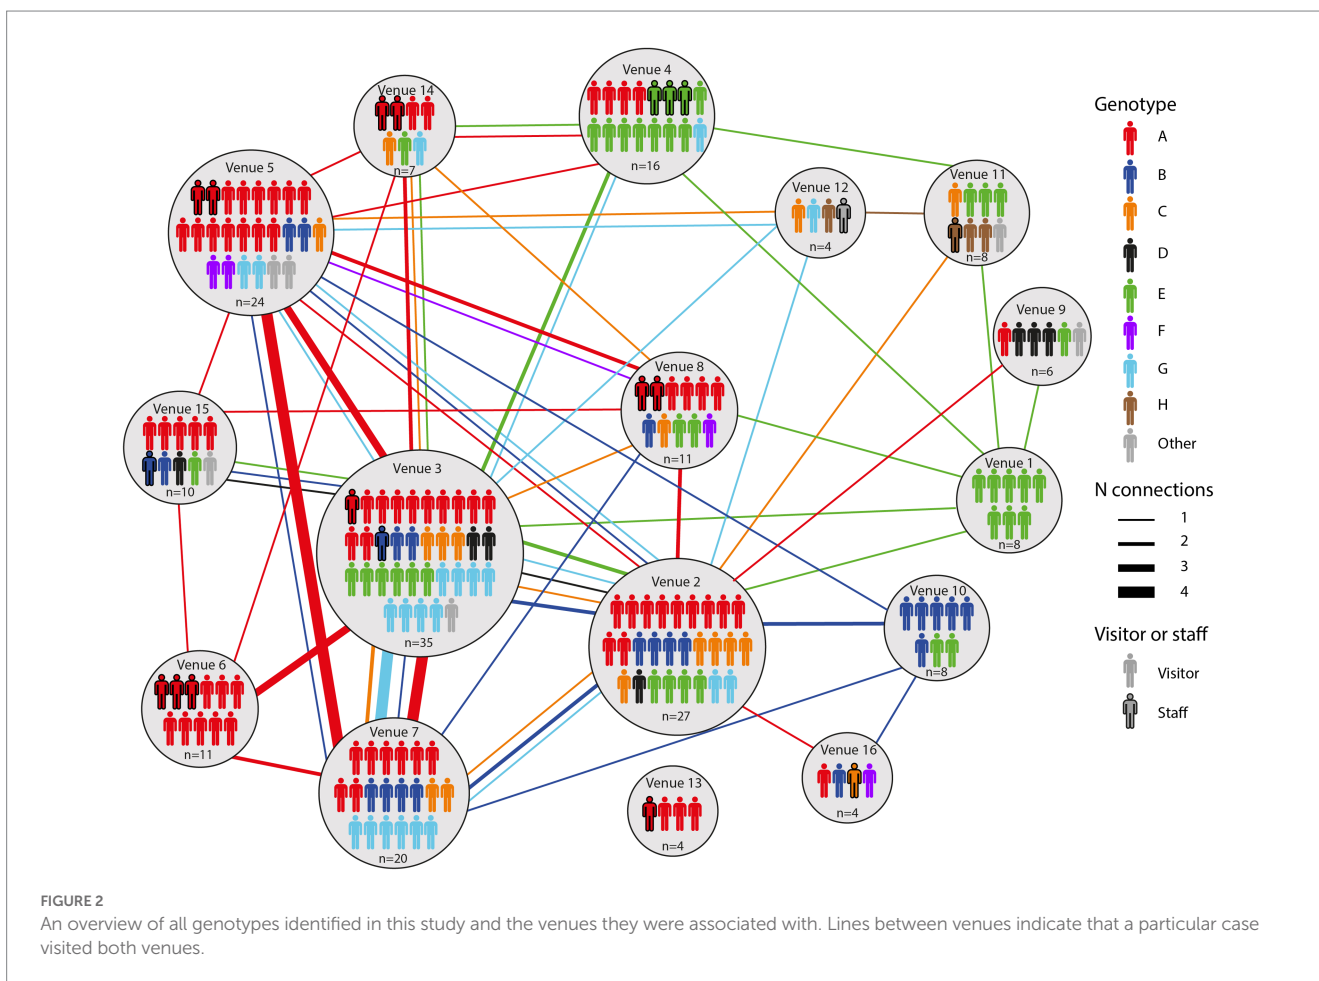 Venue 4
n=16
Venue 14
n=7
Venue 5
n=24
Venue 12
n=4
Venue 11
n=8
Venue 9
n=6
Venue 8
n=11
Venue 15
n=10
Venue 3
n=35
Venue 1
n=8
Venue 2
n=27
Venue 10
n=8
Venue 6
n=11
Venue 7
n=20
Venue 13
n=4
Venue 16
n=4
Genotype
A
B
C
D
E
F
G
H
Other
N connections
1
2
3
4
Visitor or staff
Visitor
Staff
FIGURE 2
An overview of all genotypes identified in this study and the venues they were associated with. Lines between venues indicate that a particular case
visited both venues.